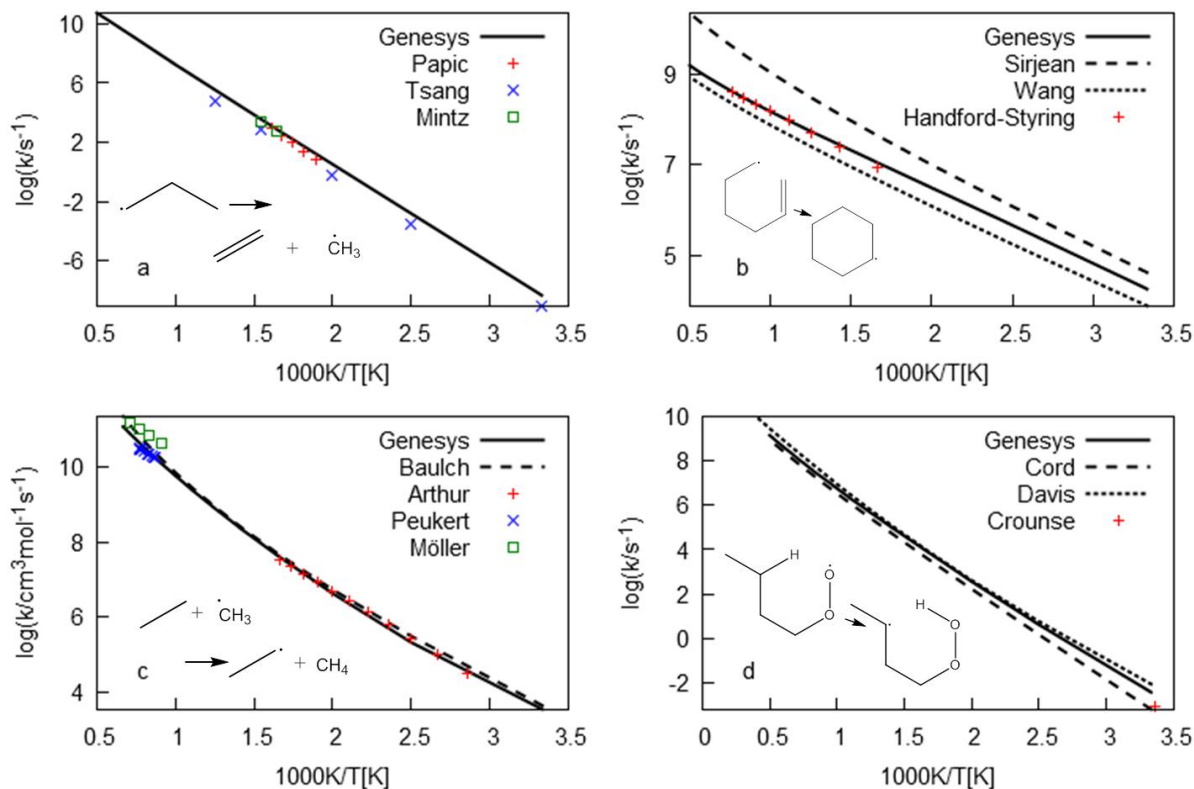 Genesys
Papic
Tsang
Mintz
log(k/s⁻¹)
10
6
2
-2
-6
+
ĊH₃
a
0.5 1 1.5 2 2.5 3 3.5
1000K/T[K]
Genesys
Sirjean
Wang
Handford-Styring
log(k/s⁻¹)
9
7
5
b
0.5 1 1.5 2 2.5 3 3.5
1000K/T[K]
Genesys
Baulch
Arthur
Peukert
Möller
log(k/cm³mol⁻¹s⁻¹)
10
8
6
4
+ ĊH₃
+ CH₄
c
0.5 1 1.5 2 2.5 3 3.5
1000K/T[K]
Genesys
Cord
Davis
Crounse
log(k/s⁻¹)
10
8
6
4
2
0
-2
H
O
O
H
O
O
d
0 0.5 1 1.5 2 2.5 3 3.5
1000K/T[K]